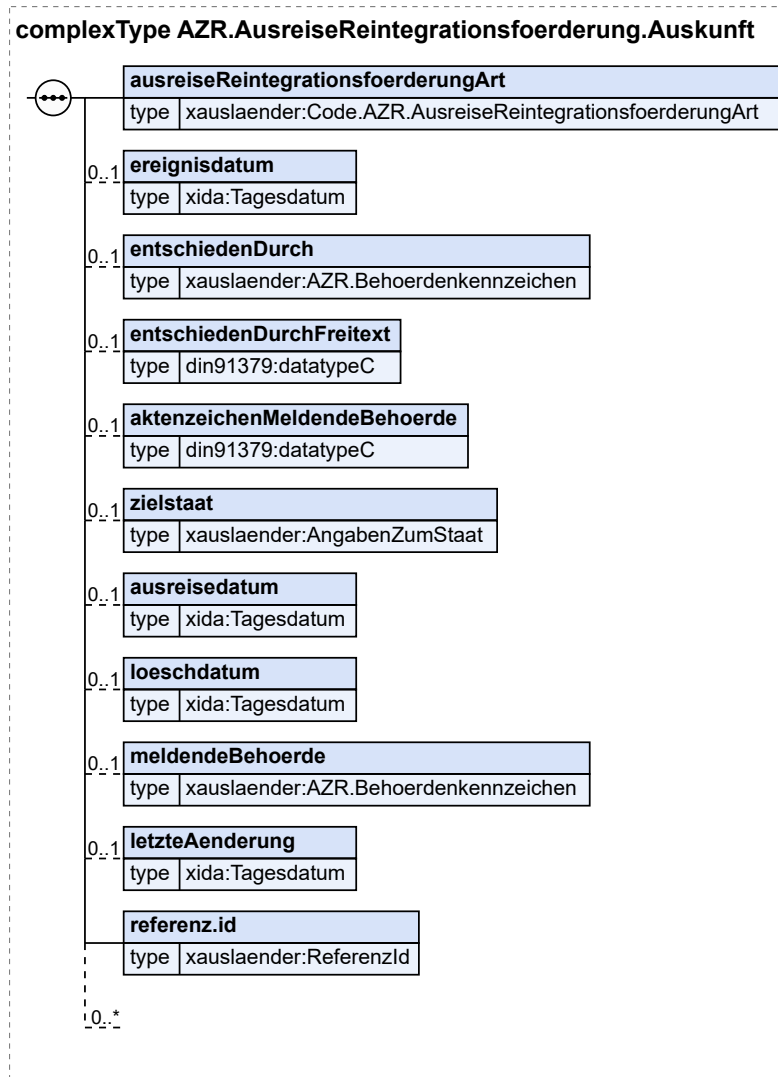 complexType AZR.AusreiseReintegrationsfoerderung.Auskunft
ausreiseReintegrationsfoerderungArt
type xauslaender:Code.AZR.AusreiseReintegrationsfoerderungArt
0..1 ereignisdatum
type xida:Tagesdatum
0..1 entschiedenDurch
type xauslaender:AZR.Behoerdenkennzeichen
0..1 entschiedenDurchFreitext
type din91379:datatypeC
0..1 aktenzeichenMeldendeBehoerde
type din91379:datatypeC
0..1 zielstaat
type xauslaender:AngabenZumStaat
0..1 ausreisedatum
type xida:Tagesdatum
0..1 loeschdatum
type xida:Tagesdatum
0..1 meldendeBehoerde
type xauslaender:AZR.Behoerdenkennzeichen
0..1 letzteAenderung
type xida:Tagesdatum
referenz.id
type xauslaender:ReferenzId
0..*